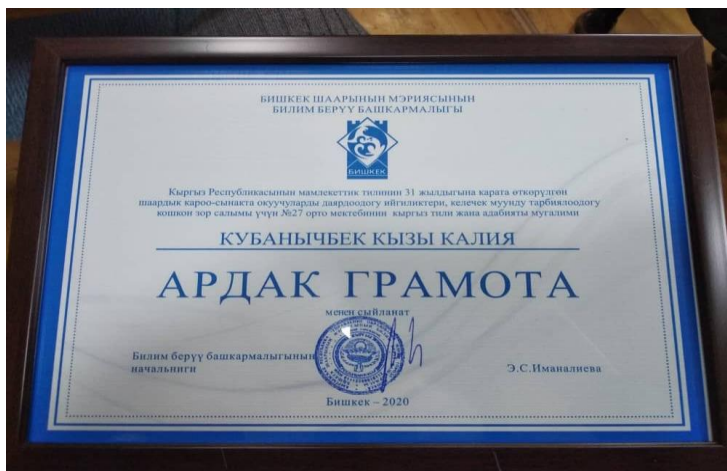 БИШКЕК ШААРЫНЫН МЭРИЯСЫНЫН
БИЛИМ БЕРҮҮ БАШКАРМАЛЫГЫ
БИШКЕК
Кыргыз Республикасынын мамлекеттик тилинин 31 жылдыгына карата өткөрүлгөн
шаардык кароо-сынакта окуучуларды даярдоодогу ийгиликтери, келечек муунду тарбиялоодогу
кошкон зор салымы үчүн №27 орто мектебинин кыргыз тили жана адабияты мугалими
КУБАНЫЧБЕК КЫЗЫ КАЛИЯ
АРДАК ГРАМОТА
менен сыйланат
Билим берүү башкармалыгынын
начальниги
Э.С.Иманалиева
Бишкек – 2020